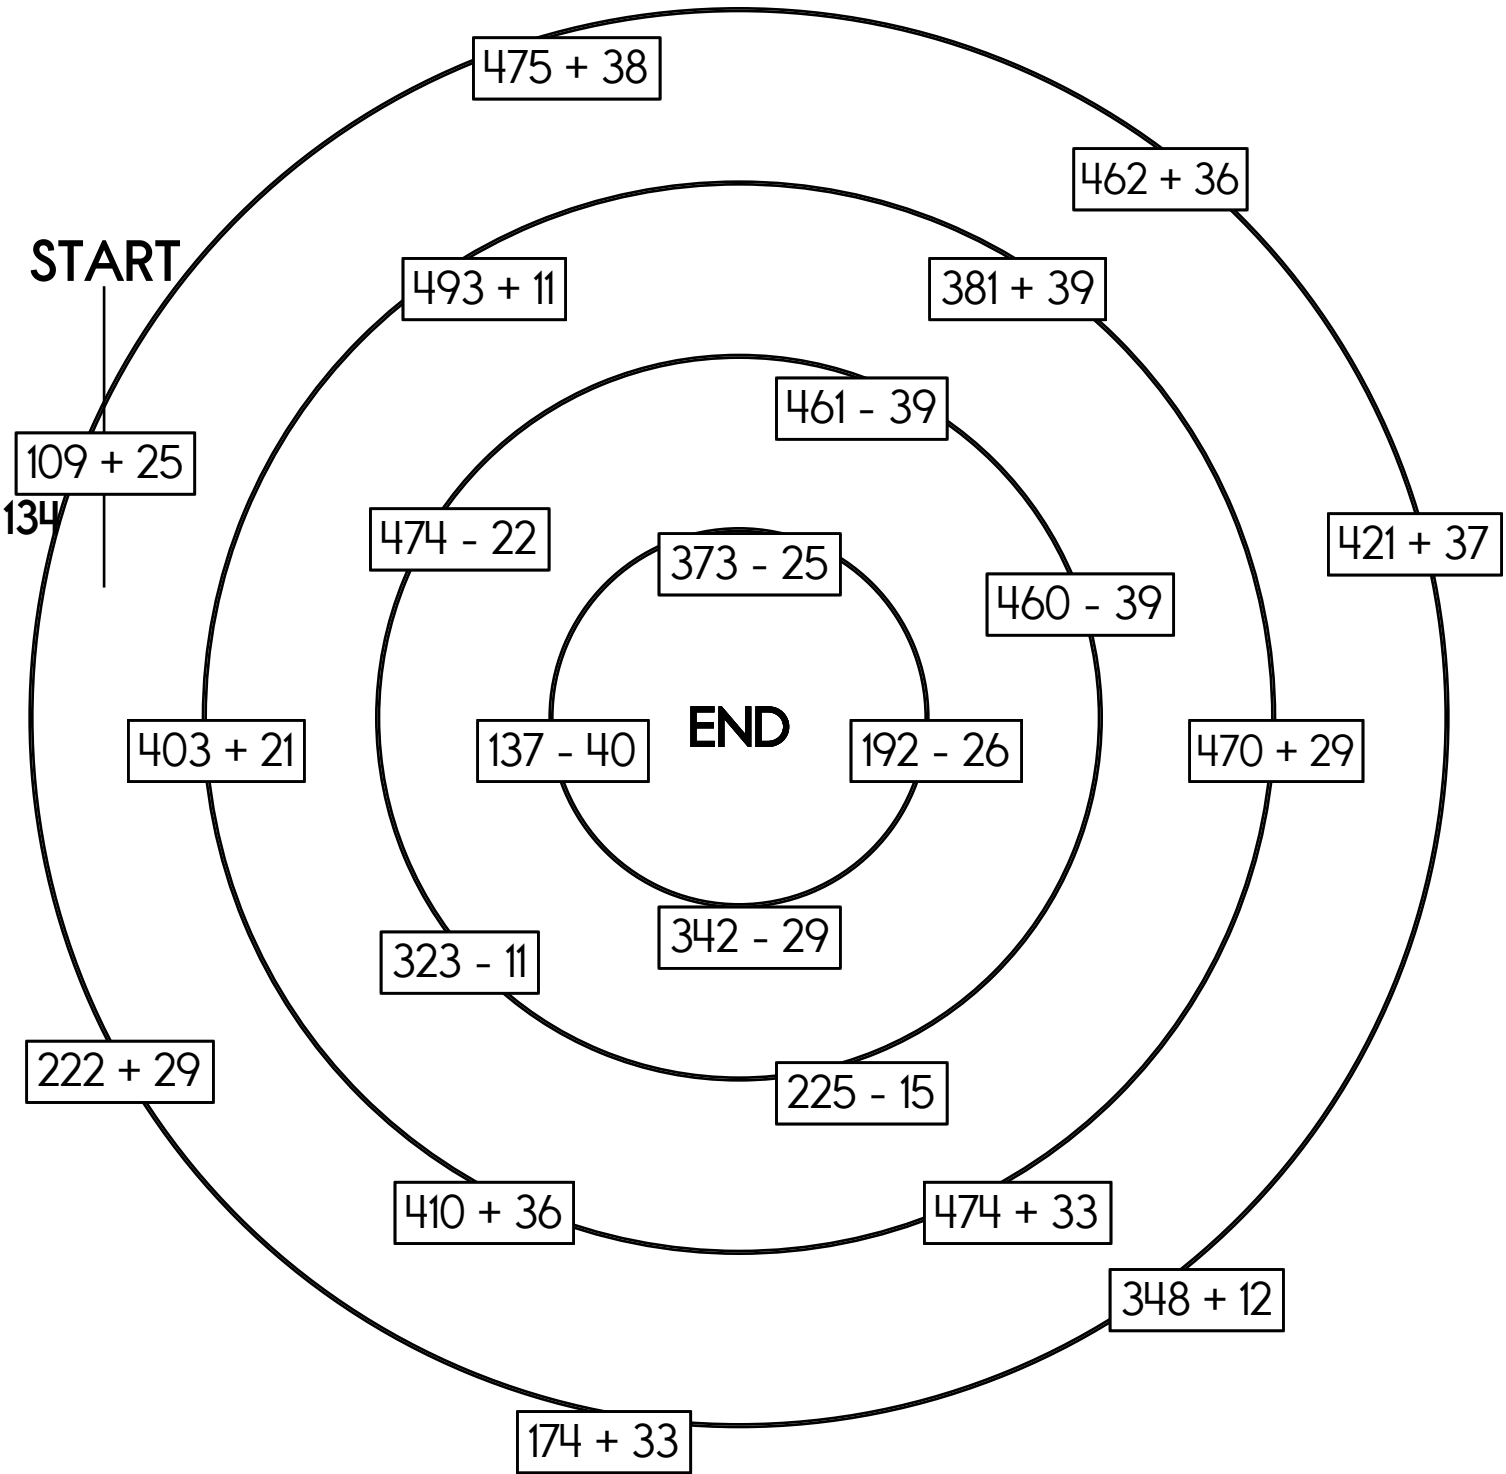 475 + 38
462 + 36
START
493 + 11
381 + 39
461 - 39
109 + 25
134
474 - 22
421 + 37
373 - 25
460 - 39
END
403 + 21
137 - 40
192 - 26
470 + 29
342 - 29
323 - 11
222 + 29
225 - 15
410 + 36
474 + 33
348 + 12
174 + 33